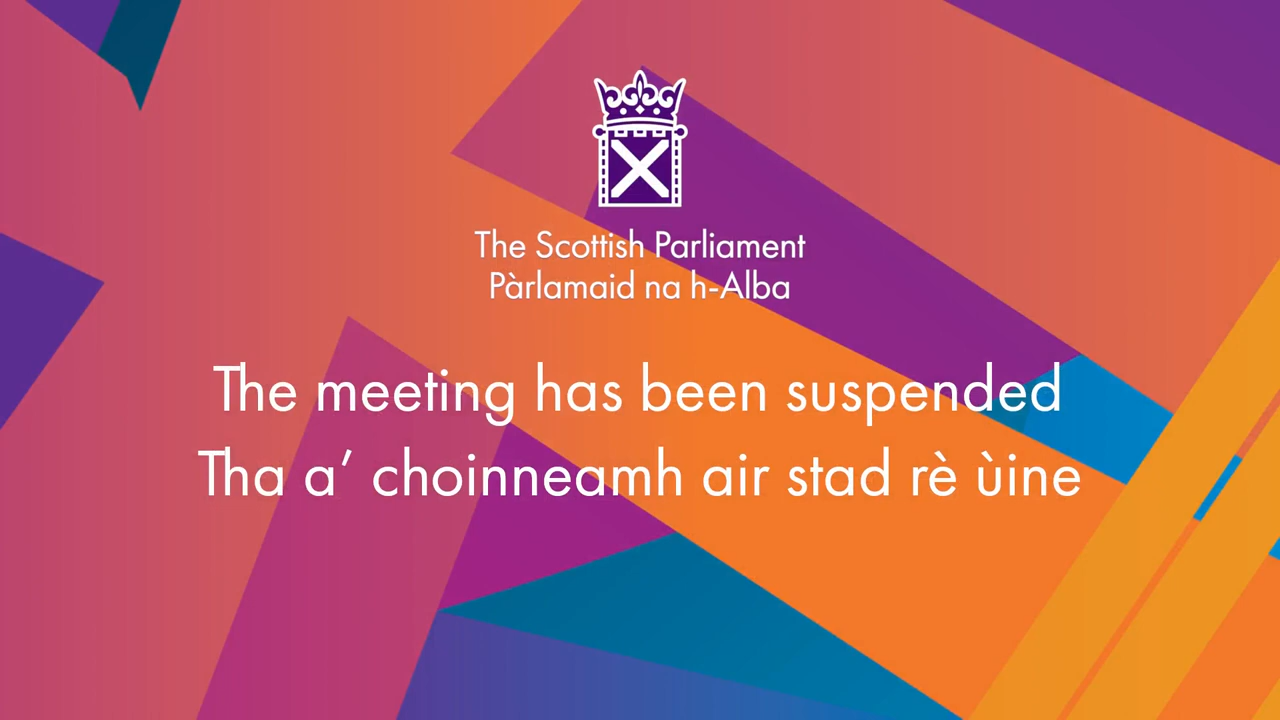 The Scottish Parliament
Pàrlamaid na h-Alba
The meeting has been suspended
Tha a’ choinneamh air stad rè ùine